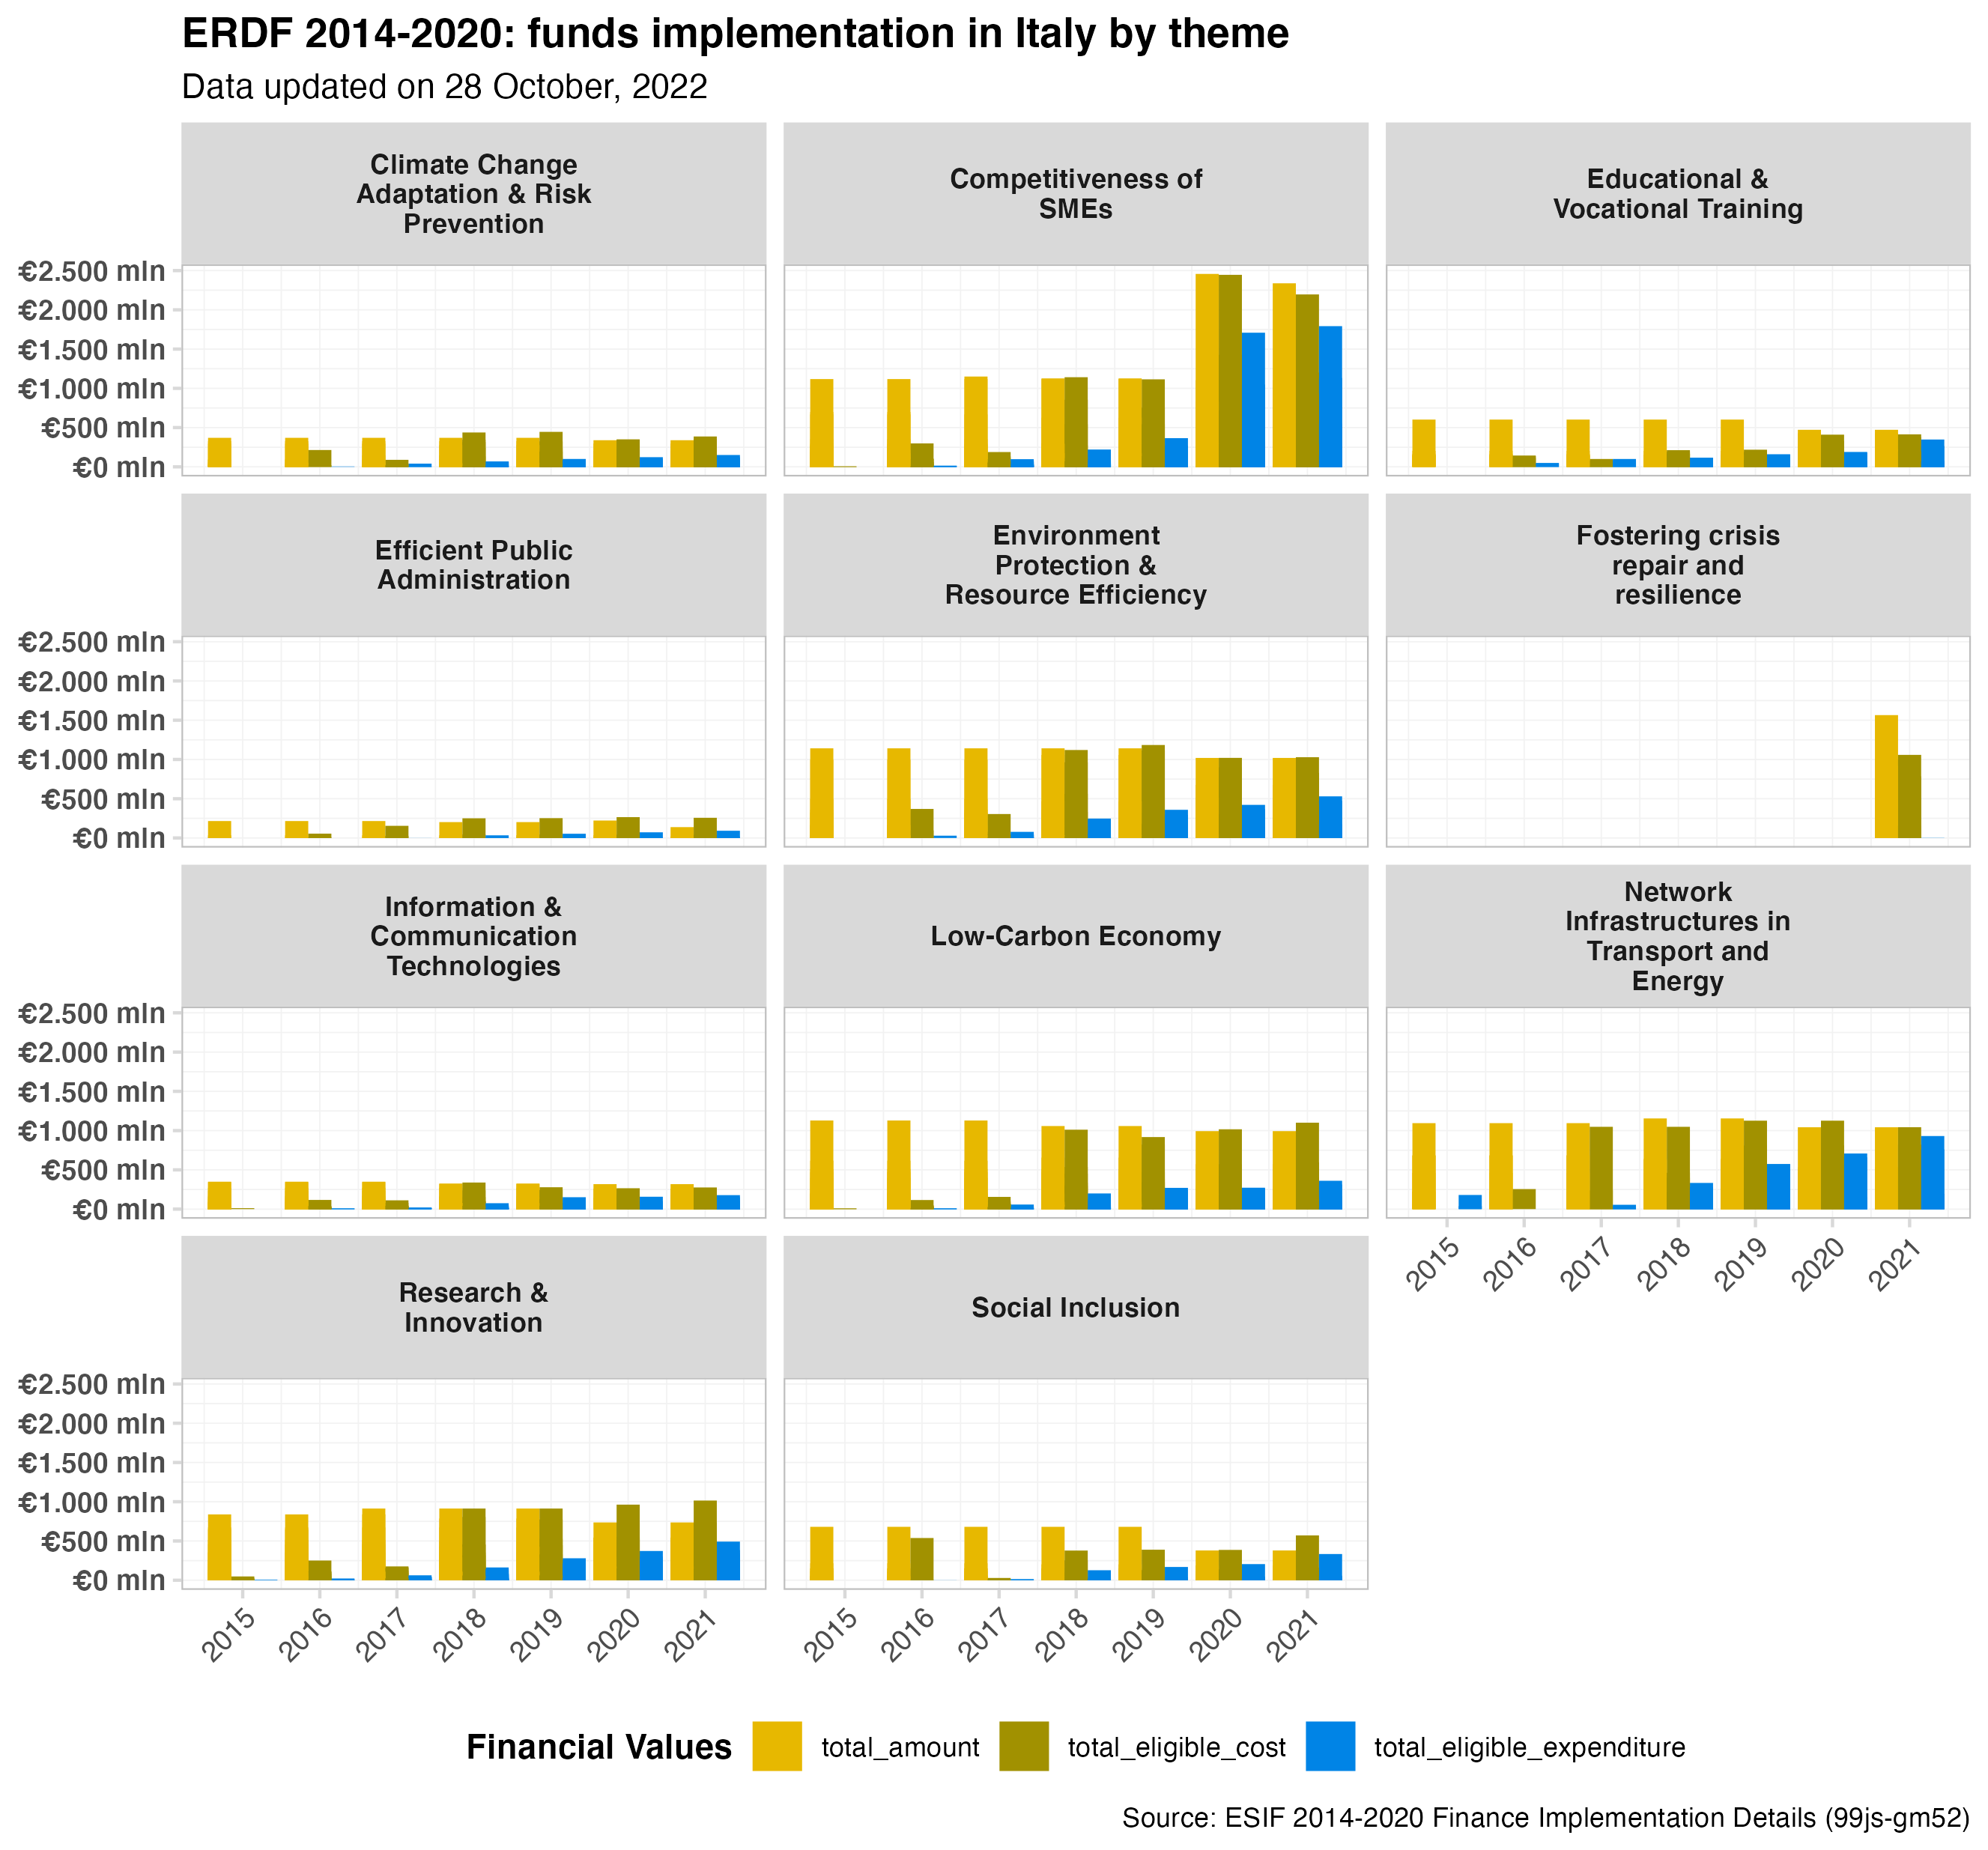 ERDF 2014-2020: funds implementation in Italy by theme
Data updated on 28 October, 2022
Climate Change
Adaptation & Risk
Prevention
Competitiveness of
SMEs
Educational &
Vocational Training
€2.500 mln
€2.000 mln
€1.500 mln
€1.000 mln
€500 mln
€0 mln
Efficient Public
Administration
Environment
Protection &
Resource Efficiency
Fostering crisis
repair and
resilience
€2.500 mln
€2.000 mln
€1.500 mln
€1.000 mln
€500 mln
€0 mln
Information &
Communication
Technologies
Low-Carbon Economy
Network
Infrastructures in
Transport and
Energy
€2.500 mln
€2.000 mln
€1.500 mln
€1.000 mln
€500 mln
€0 mln
2015 2016 2017 2018 2019 2020 2021
Research &
Innovation
Social Inclusion
€2.500 mln
€2.000 mln
€1.500 mln
€1.000 mln
€500 mln
€0 mln
2015 2016 2017 2018 2019 2020 2021
2015 2016 2017 2018 2019 2020 2021
Financial Values total_amount total_eligible_cost total_eligible_expenditure
Source: ESIF 2014-2020 Finance Implementation Details (99js-gm52)